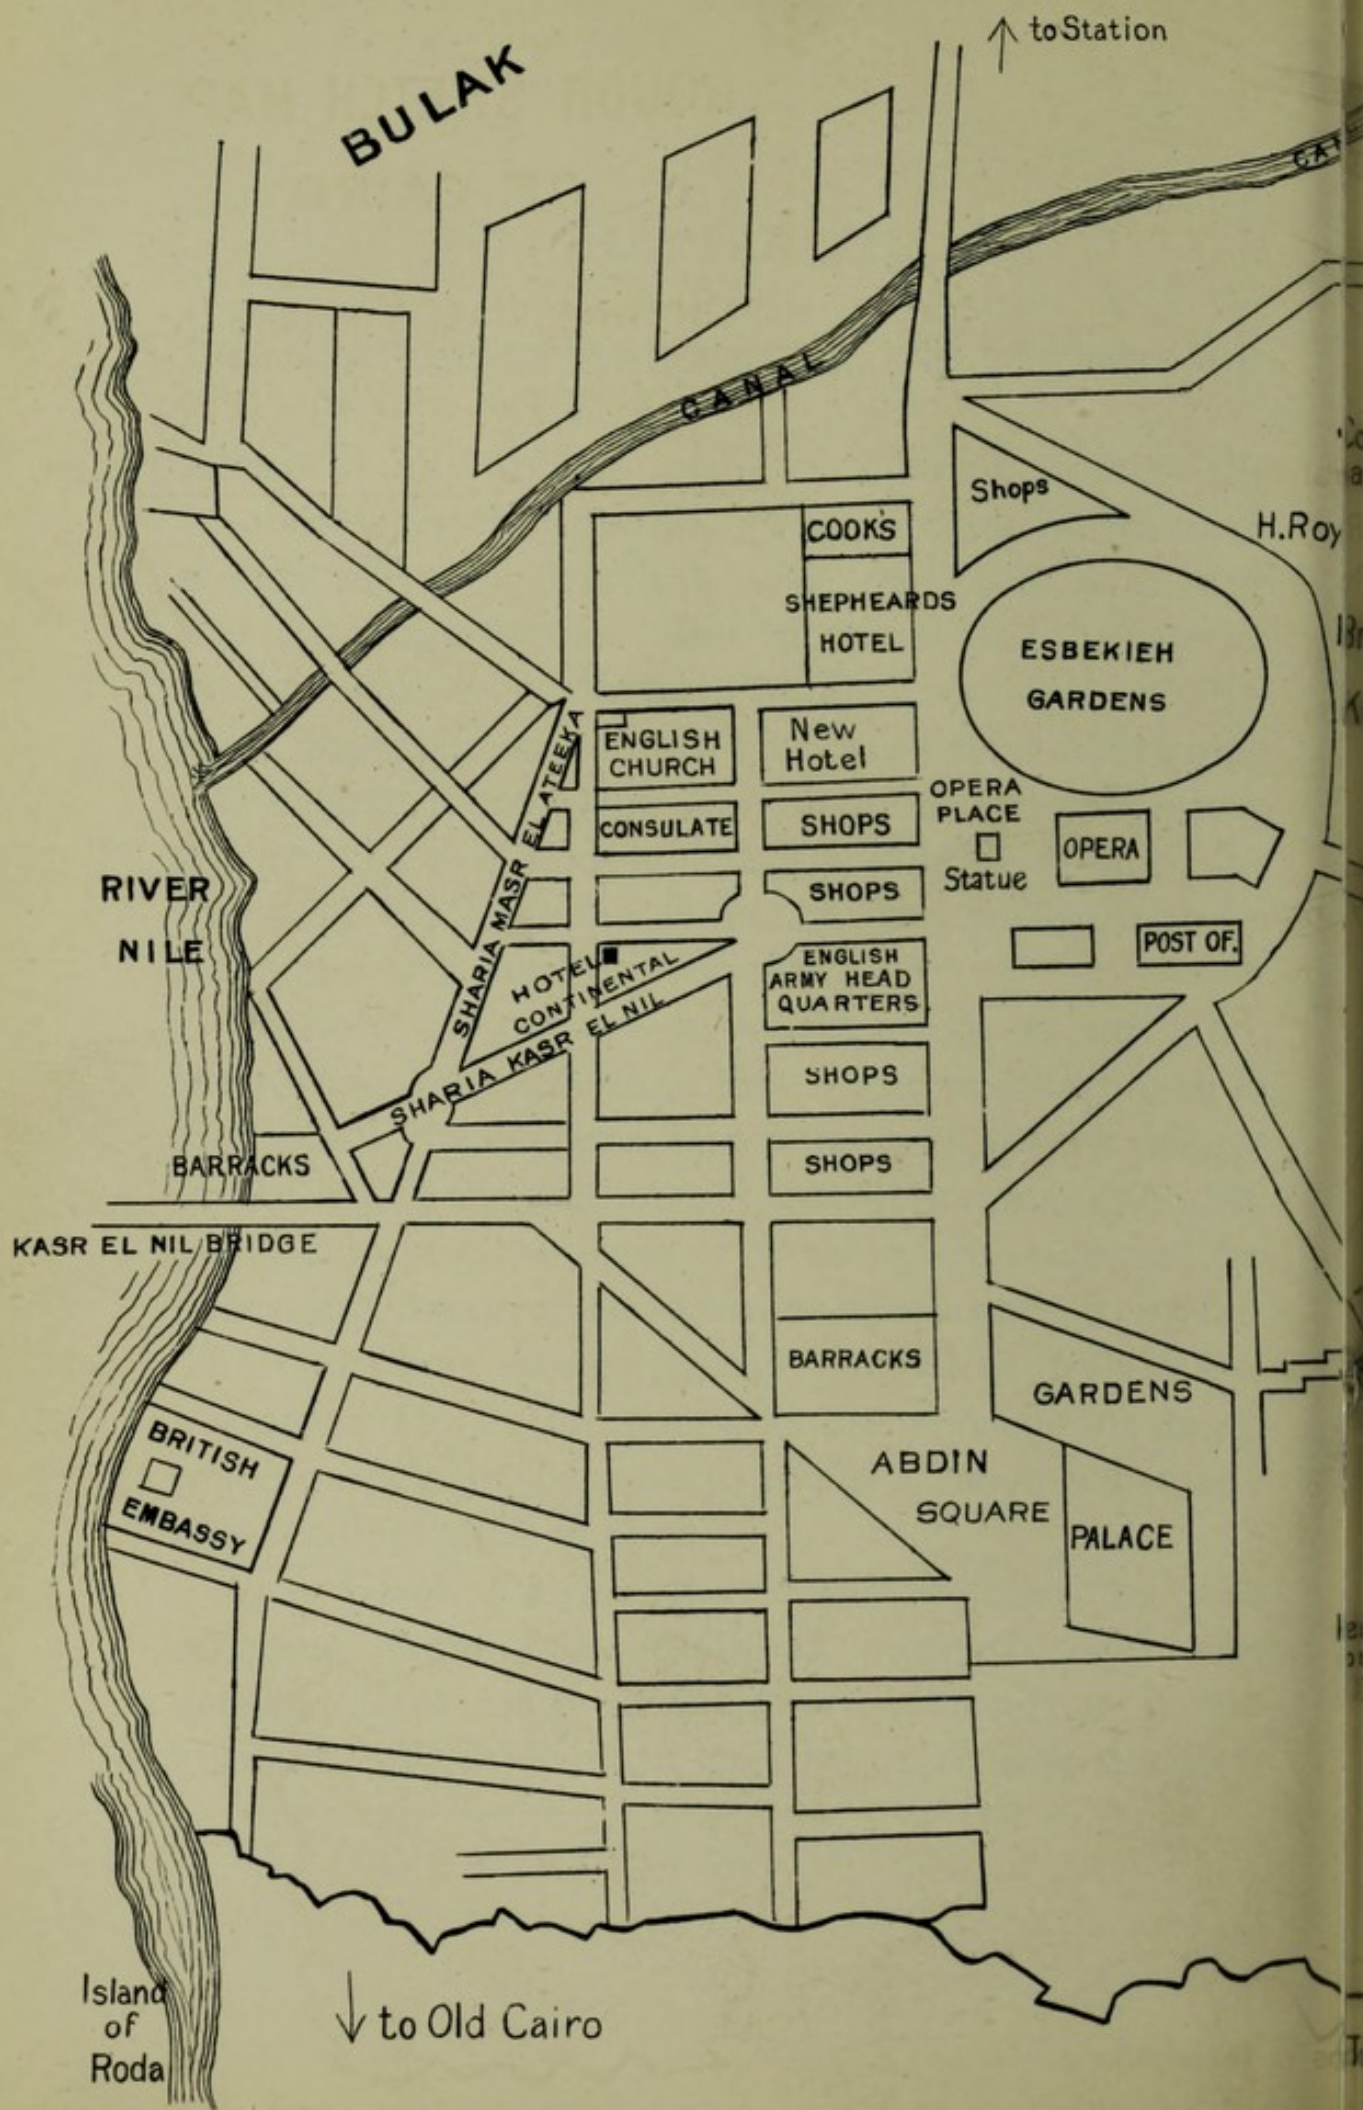 to Station
BULAK
CANAL
Shops
COOK'S
H. Roy
SHEPHEARDS
HOTEL
ESBEKIEH
GARDENS
SHARIA MASR EL ATEEKA
ENGLISH
CHURCH
New
Hotel
OPERA
PLACE
CONSULATE
SHOPS
OPERA
Statue
SHOPS
RIVER
NILE
POST OF.
HOTEL
CONTINENTAL
ENGLISH
ARMY HEAD
QUARTERS
SHARIA KASR EL NIL
SHOPS
BARRACKS
SHOPS
KASR EL NIL BRIDGE
BARRACKS
GARDENS
BRITISH
EMBASSY
ABDIN
SQUARE
PALACE
Island
of
Roda
to Old Cairo